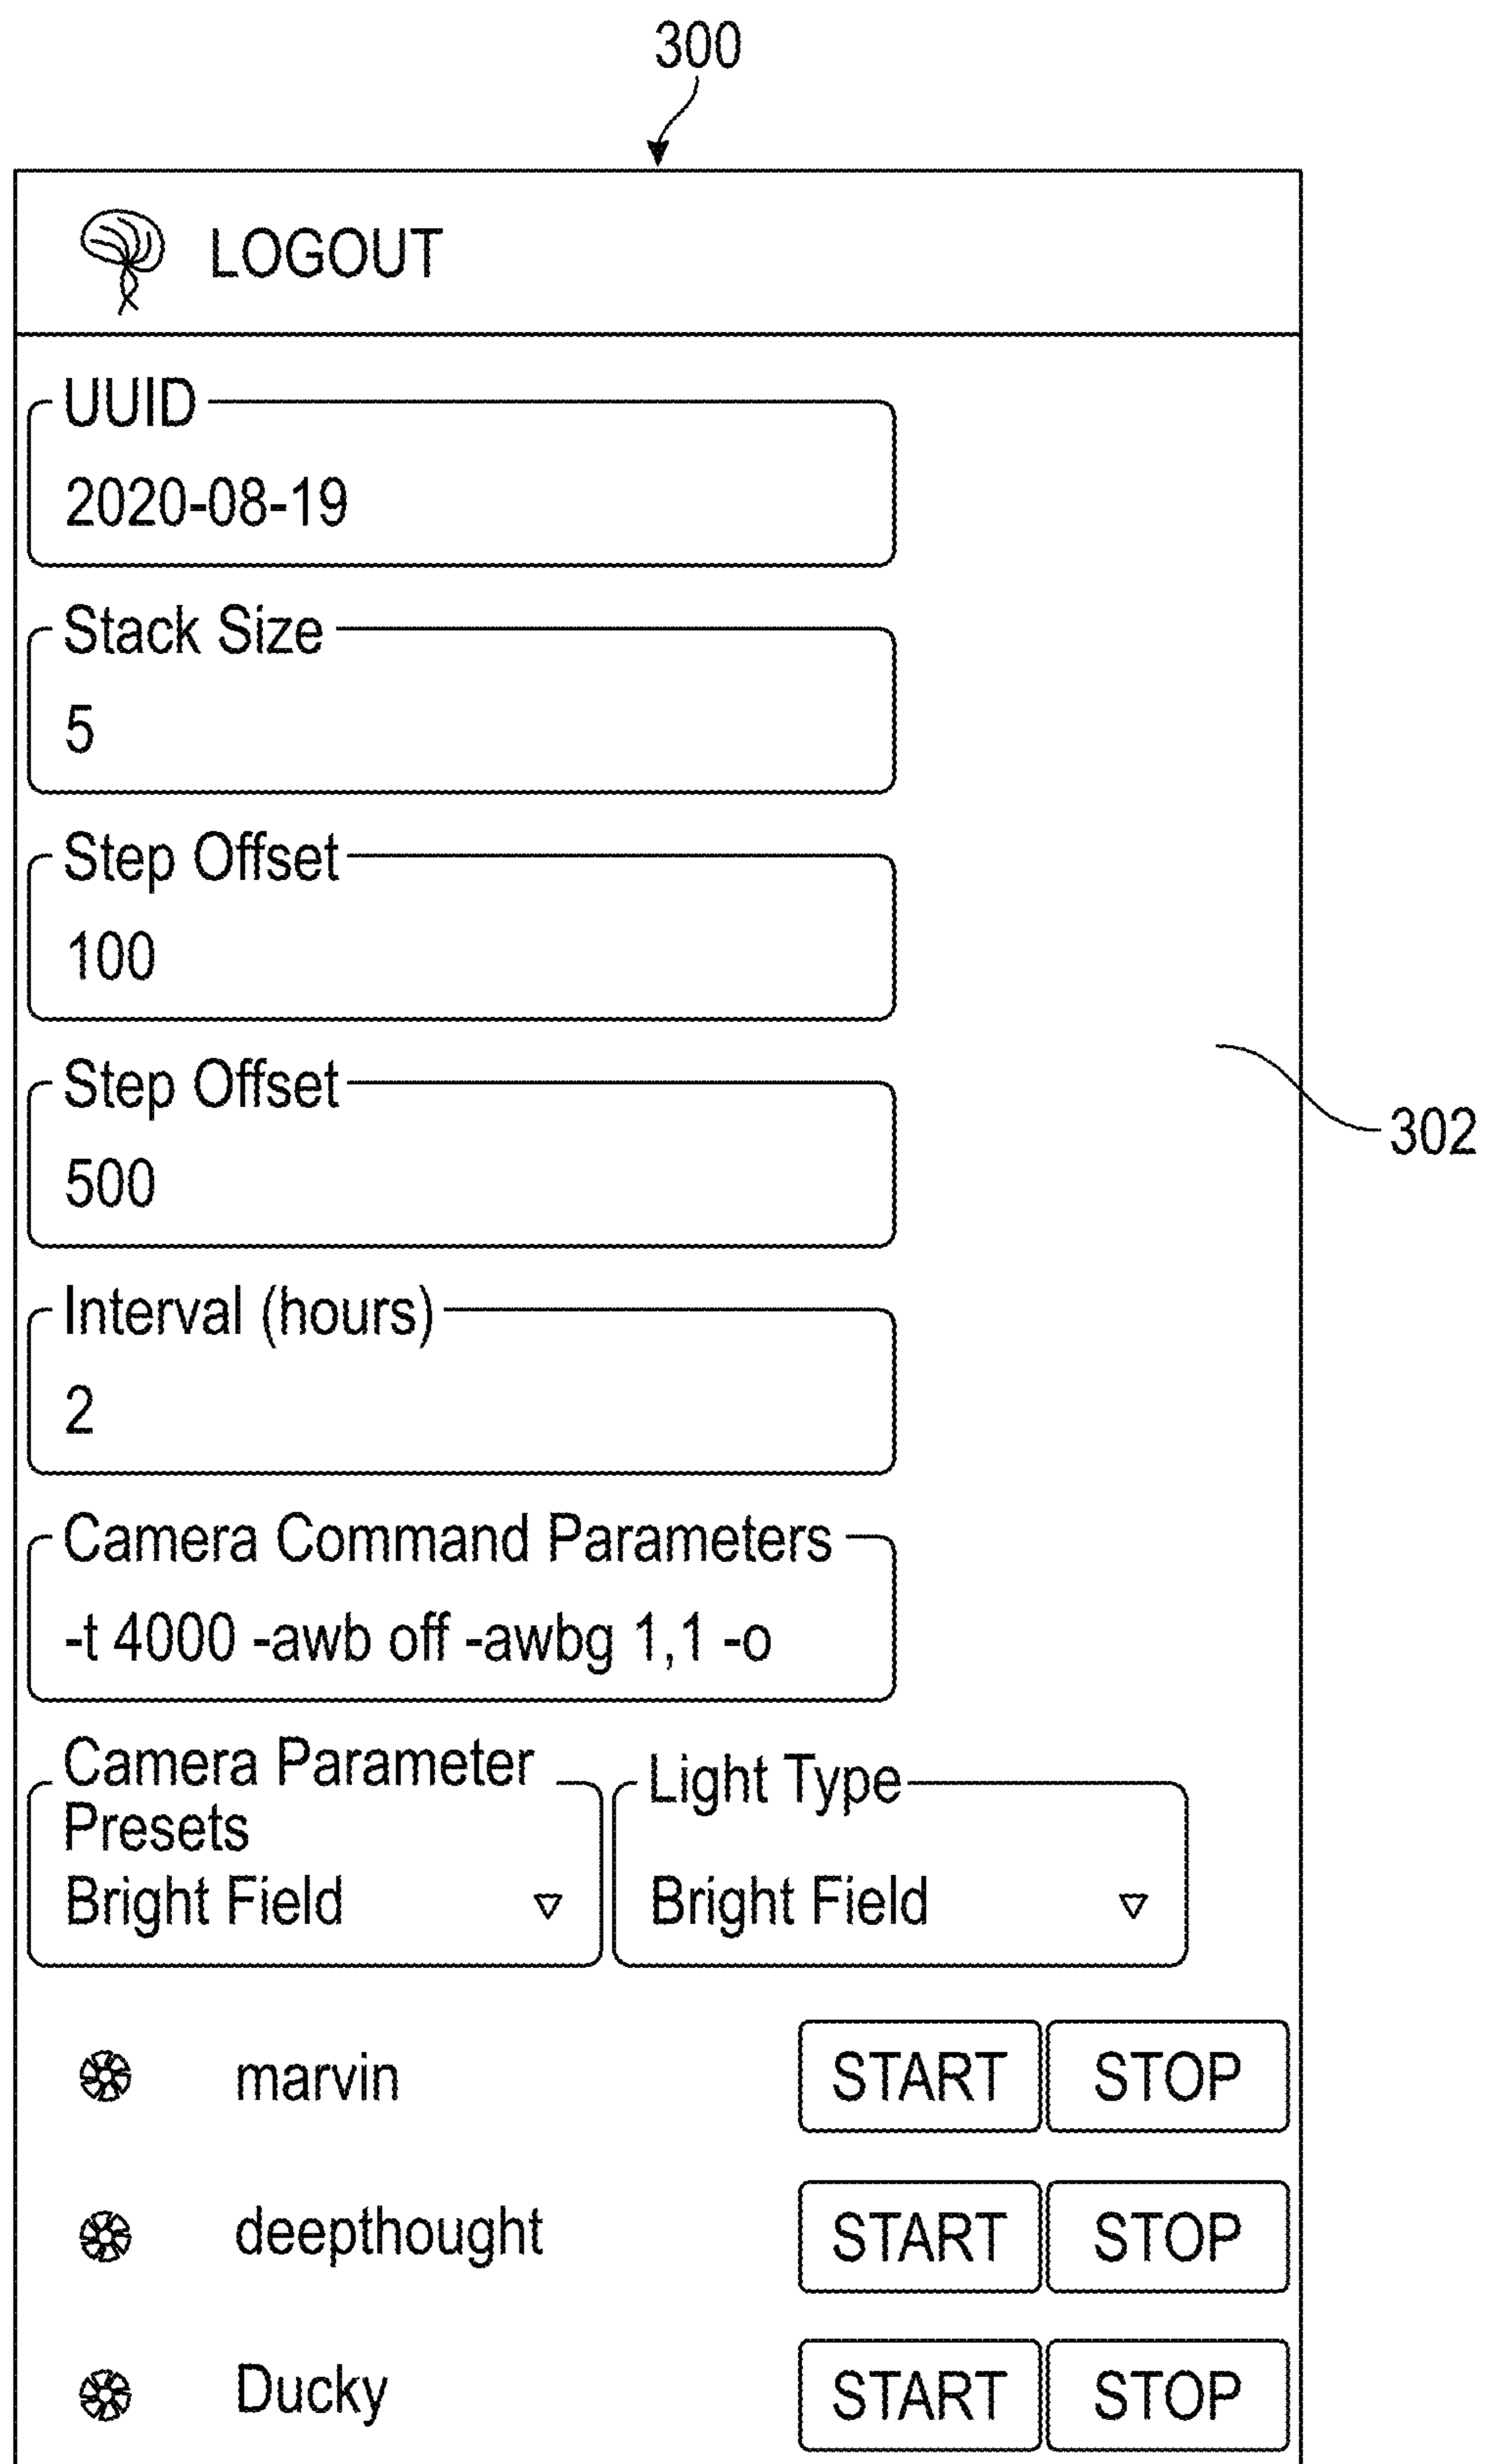 300
LOGOUT
UUID
2020-08-19
Stack Size
5
Step Offset
100
Step Offset
500
302
Interval (hours)
2
Camera Command Parameters
-t 4000 -awb off -awbg 1,1 -o
Camera Parameter
Presets
Bright Field
Light Type
Bright Field
marvin START STOP
deepthought START STOP
Ducky START STOP